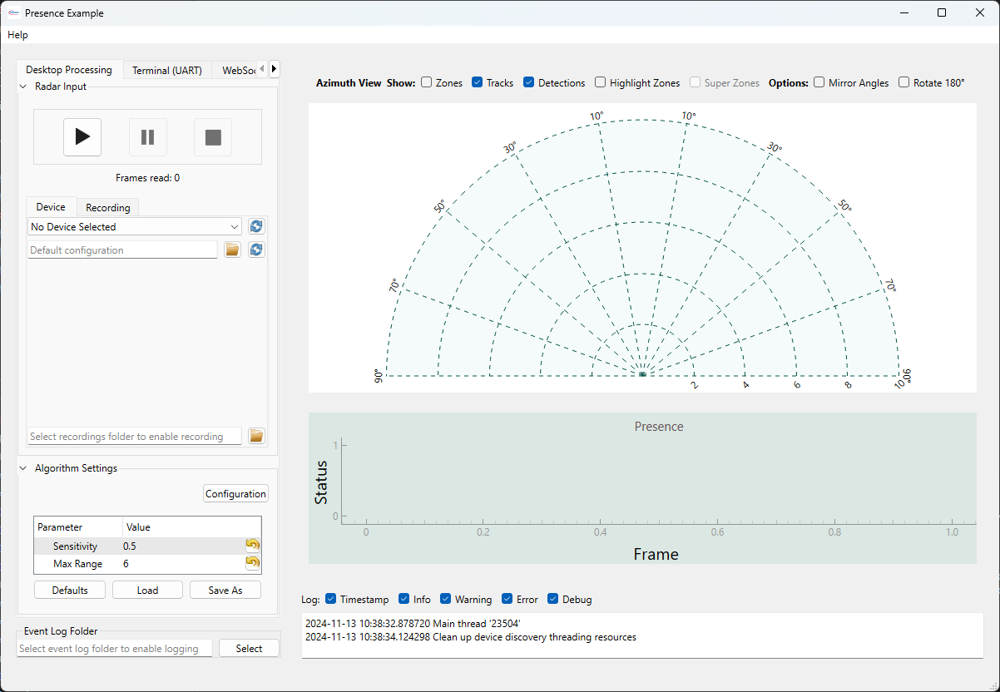 Presence Example
Help
Desktop Processing Terminal (UART) WebSoc
Radar Input
Frames read: 0
Device Recording
No Device Selected
Default configuration
Select recordings folder to enable recording
Algorithm Settings
Configuration
Parameter Value
Sensitivity 0.5
Max Range 6
Defaults Load Save As
Event Log Folder
Select event log folder to enable logging Select
Azimuth View Show: Zones Tracks Detections Highlight Zones Super Zones Options: Mirror Angles Rotate 180°
10° 10°
30° 30°
50° 50°
70° 70°
90° 90°
2 4 6 8 10
Presence
Status
1
0
0 0.2 0.4 0.6 0.8 1.0
Frame
Log: Timestamp Info Warning Error Debug
2024-11-13 10:38:32.878720 Main thread '23504'
2024-11-13 10:38:34.124298 Clean up device discovery threading resources